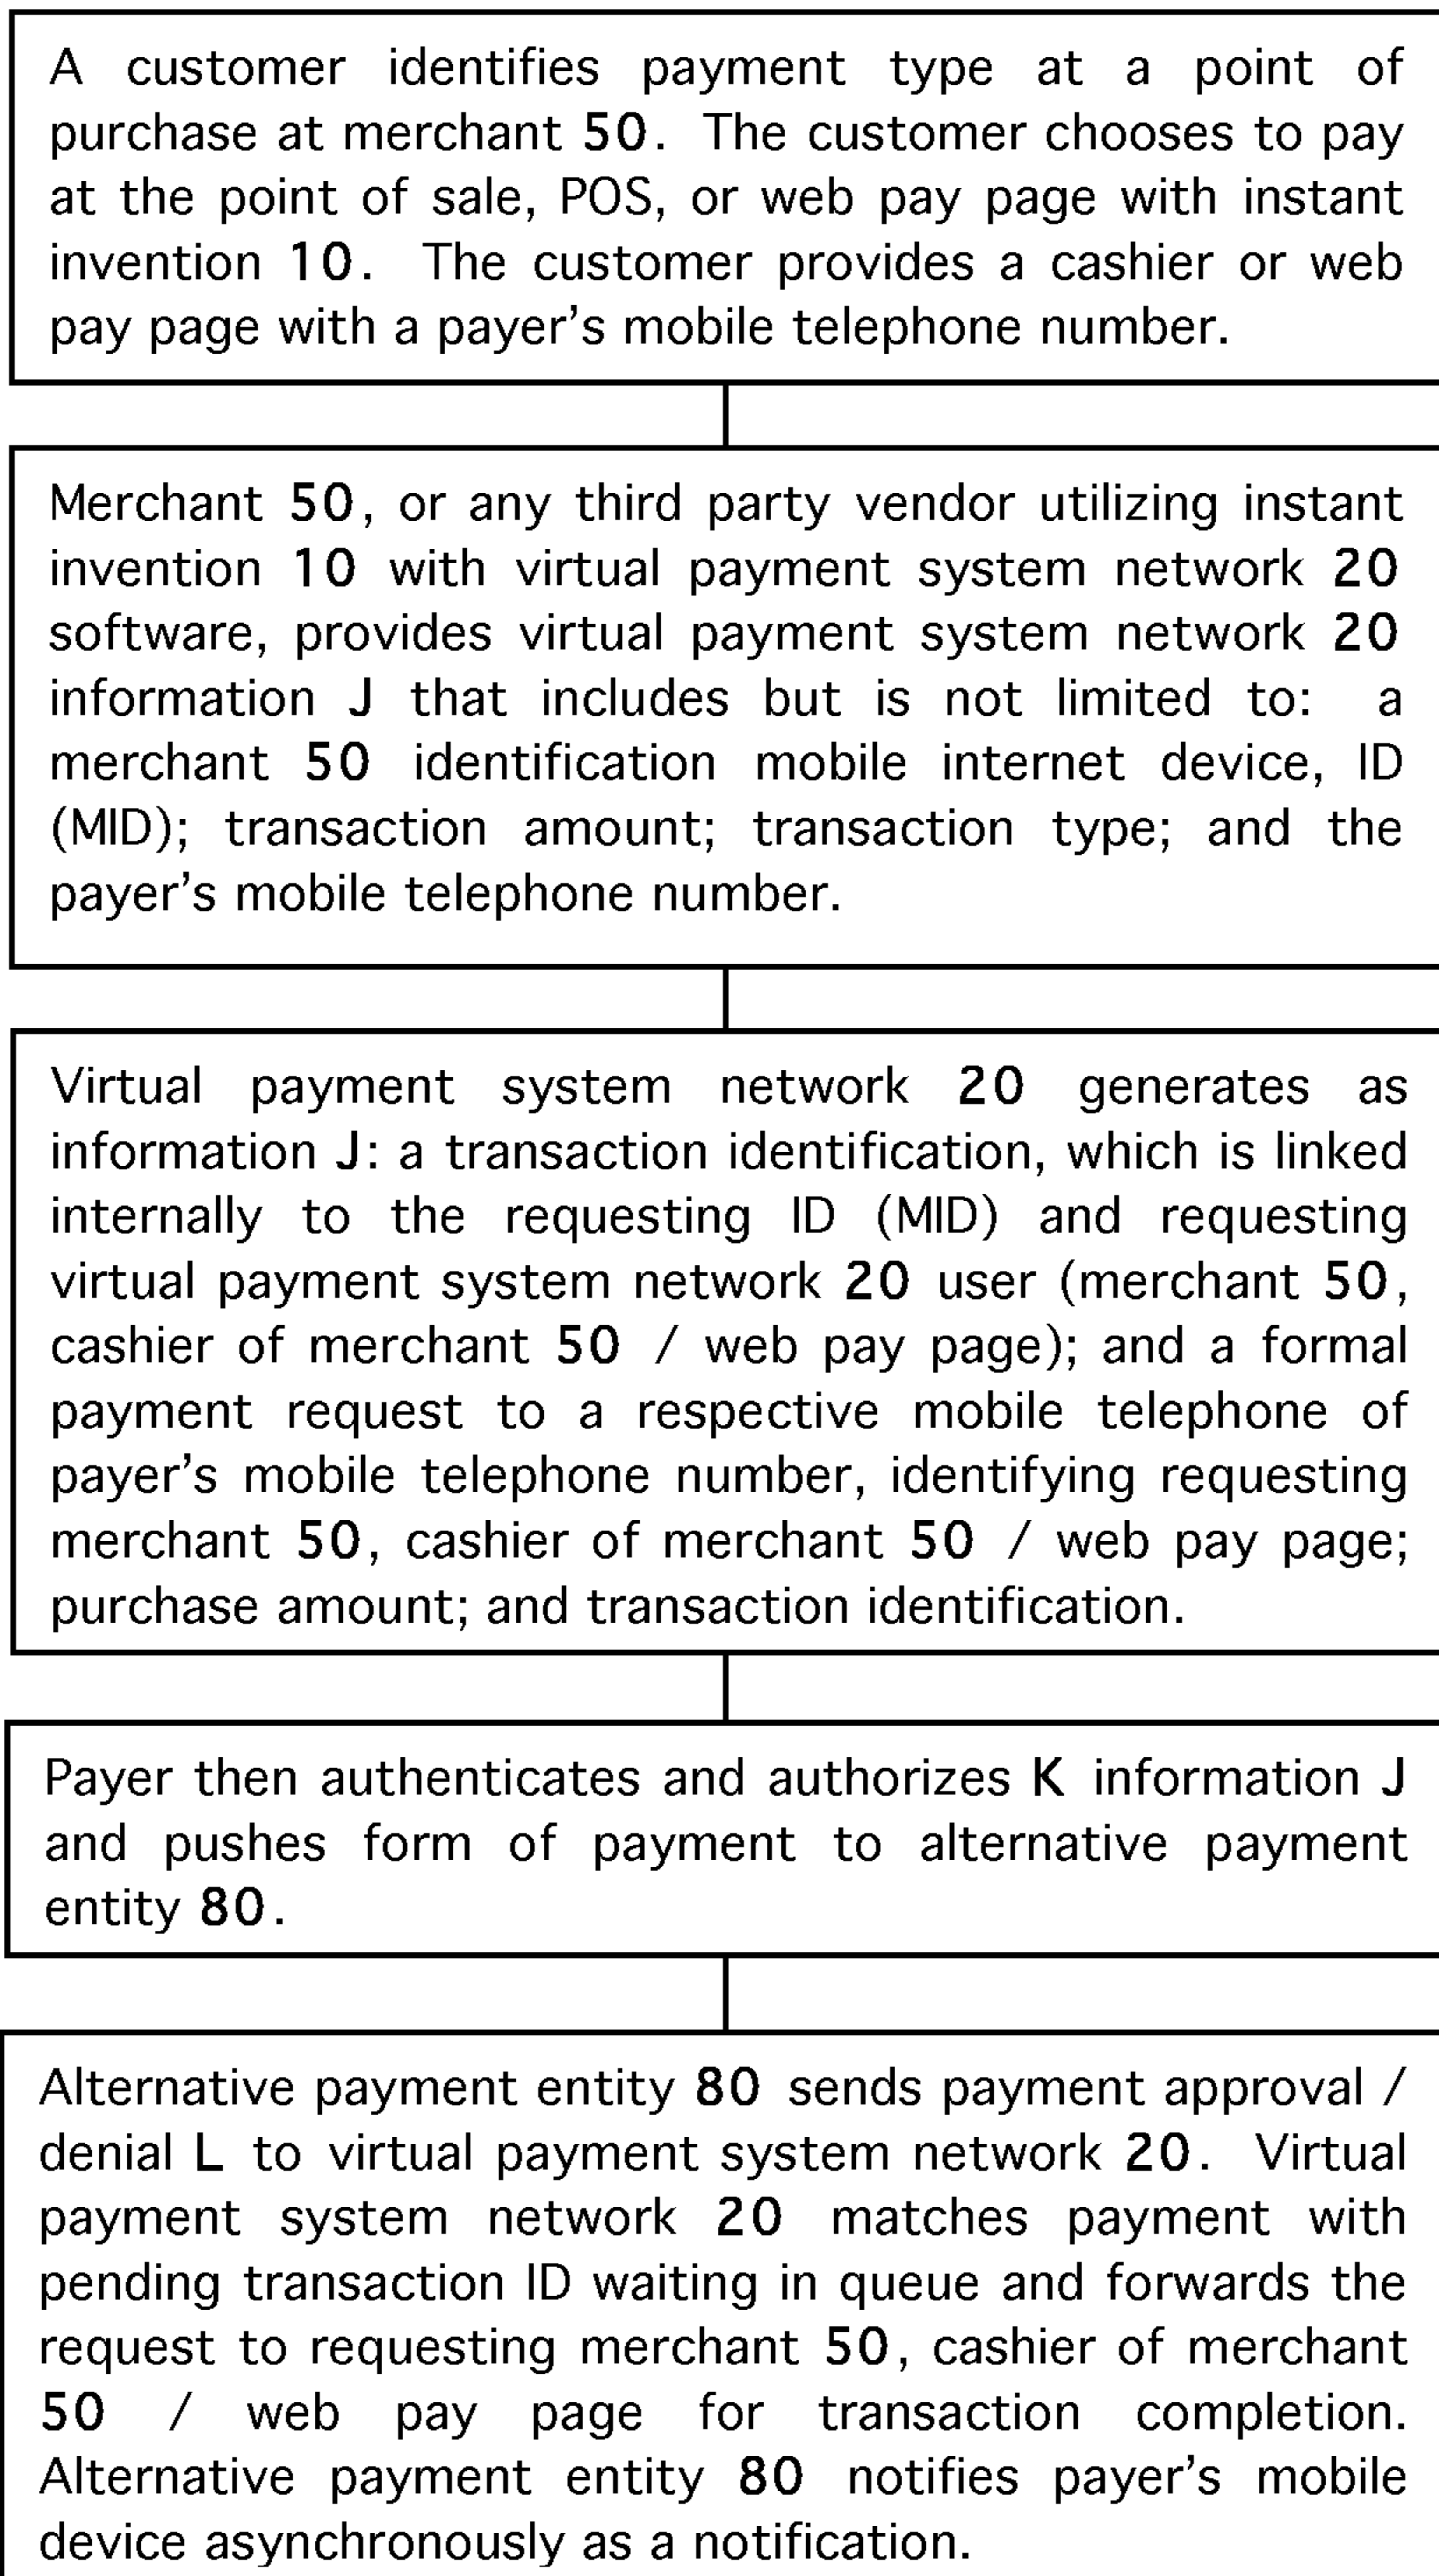 A customer identifies payment type at a point of
purchase at merchant 50. The customer chooses to pay
at the point of sale, POS, or web pay page with instant
invention 10. The customer provides a cashier or web
pay page with a payer’s mobile telephone number.
Merchant 50, or any third party vendor utilizing instant
invention 10 with virtual payment system network 20
software, provides virtual payment system network 20
information J that includes but is not limited to: a
merchant 50 identification mobile internet device, ID
(MID); transaction amount; transaction type; and the
payer’s mobile telephone number.
Virtual payment system network 20 generates as
information J: a transaction identification, which is linked
internally to the requesting ID (MID) and requesting
virtual payment system network 20 user (merchant 50,
cashier of merchant 50 / web pay page); and a formal
payment request to a respective mobile telephone of
payer’s mobile telephone number, identifying requesting
merchant 50, cashier of merchant 50 / web pay page;
purchase amount; and transaction identification.
Payer then authenticates and authorizes K information J
and pushes form of payment to alternative payment
entity 80.
Alternative payment entity 80 sends payment approval /
denial L to virtual payment system network 20. Virtual
payment system network 20 matches payment with
pending transaction ID waiting in queue and forwards the
request to requesting merchant 50, cashier of merchant
50 / web pay page for transaction completion.
Alternative payment entity 80 notifies payer’s mobile
device asynchronously as a notification.